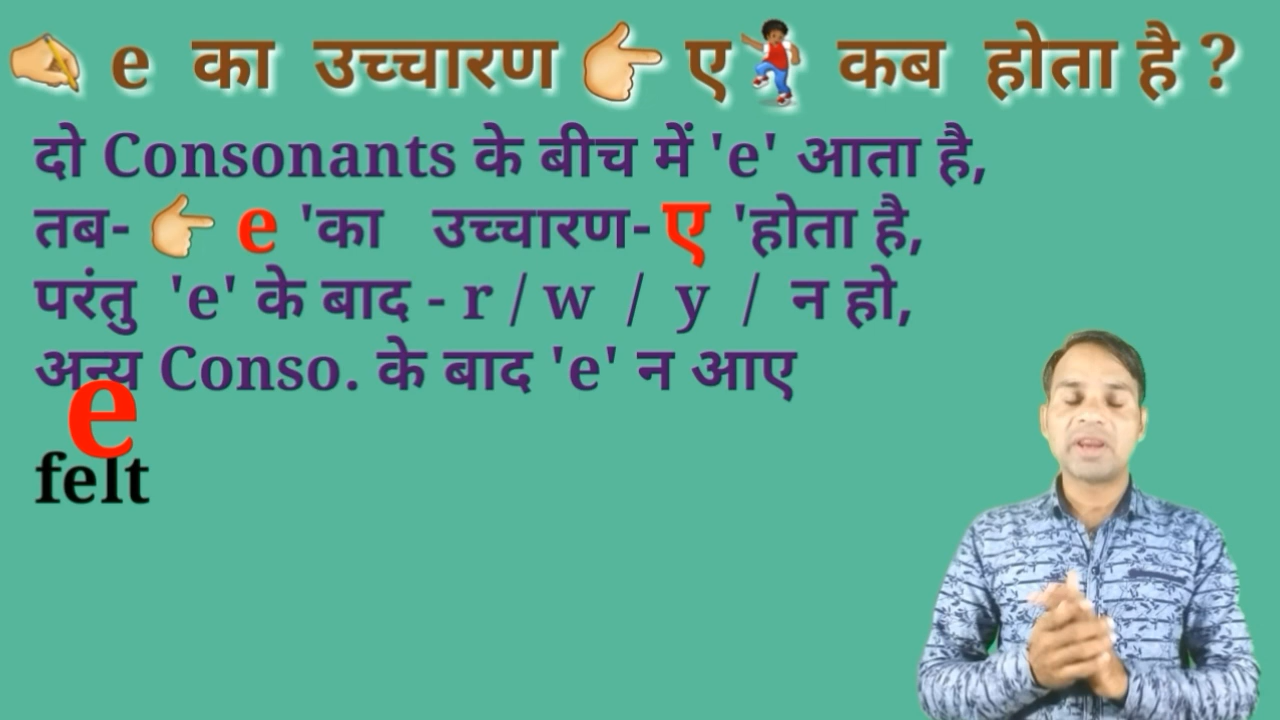 e का उच्चारण ए कब होता है ?
दो Consonants के बीच में 'e' आता है,
तब- e 'का उच्चारण- ए 'होता है,
परंतु 'e' के बाद - r / w / y / न हो,
अन्य Conso. के बाद 'e' न आए
e
felt